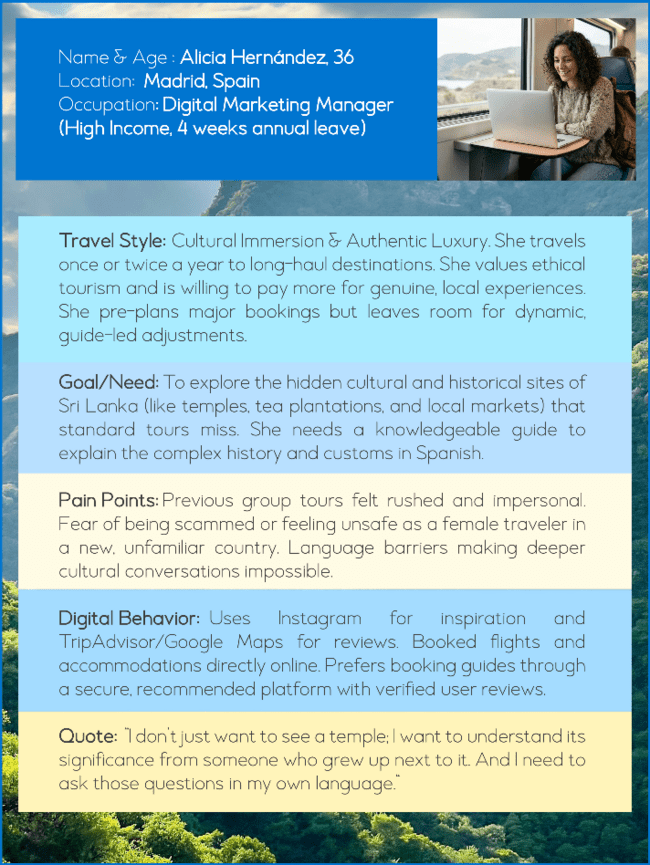 Name & Age : Alicia Hernández, 36
Location: Madrid, Spain
Occupation: Digital Marketing Manager
(High Income, 4 weeks annual leave)
Travel Style: Cultural Immersion & Authentic Luxury. She travels
once or twice a year to long-haul destinations. She values ethical
tourism and is willing to pay more for genuine, local experiences.
She pre-plans major bookings but leaves room for dynamic,
guide-led adjustments.
Goal/Need: To explore the hidden cultural and historical sites of
Sri Lanka (like temples, tea plantations, and local markets) that
standard tours miss. She needs a knowledgeable guide to
explain the complex history and customs in Spanish.
Pain Points: Previous group tours felt rushed and impersonal.
Fear of being scammed or feeling unsafe as a female traveler in
a new, unfamiliar country. Language barriers making deeper
cultural conversations impossible.
Digital Behavior: Uses Instagram for inspiration and
TripAdvisor/Google Maps for reviews. Booked flights and
accommodations directly online. Prefers booking guides through
a secure, recommended platform with verified user reviews.
Quote: "I don't just want to see a temple; I want to understand its
significance from someone who grew up next to it. And I need to
ask those questions in my own language."